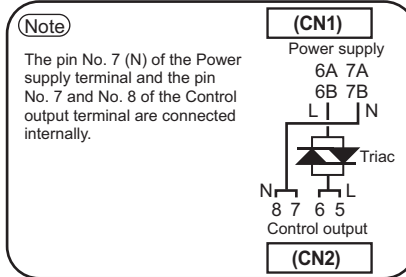 Note
The pin No. 7 (N) of the Power
supply terminal and the pin
No. 7 and No. 8 of the Control
output terminal are connected
internally.
(CN1)
Power supply
6A 7A
6B 7B
L N
Triac
N L
8 7 6 5
Control output
(CN2)